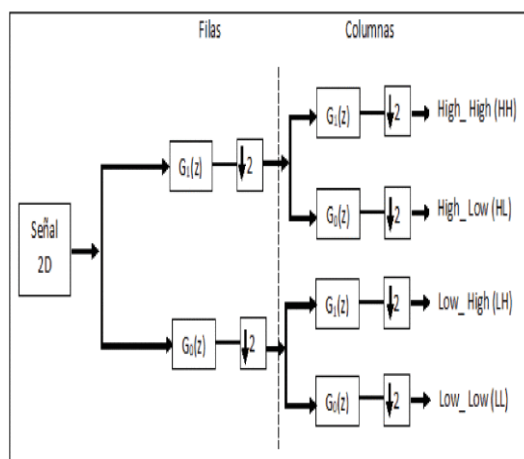 Filas
Columnas
Señal
2D
G₁(z)
↓2
G₀(z)
↓2
G₁(z)
↓2
High_High (HH)
G₀(z)
↓2
High_Low (HL)
G₁(z)
↓2
Low_High (LH)
G₀(z)
↓2
Low_Low (LL)